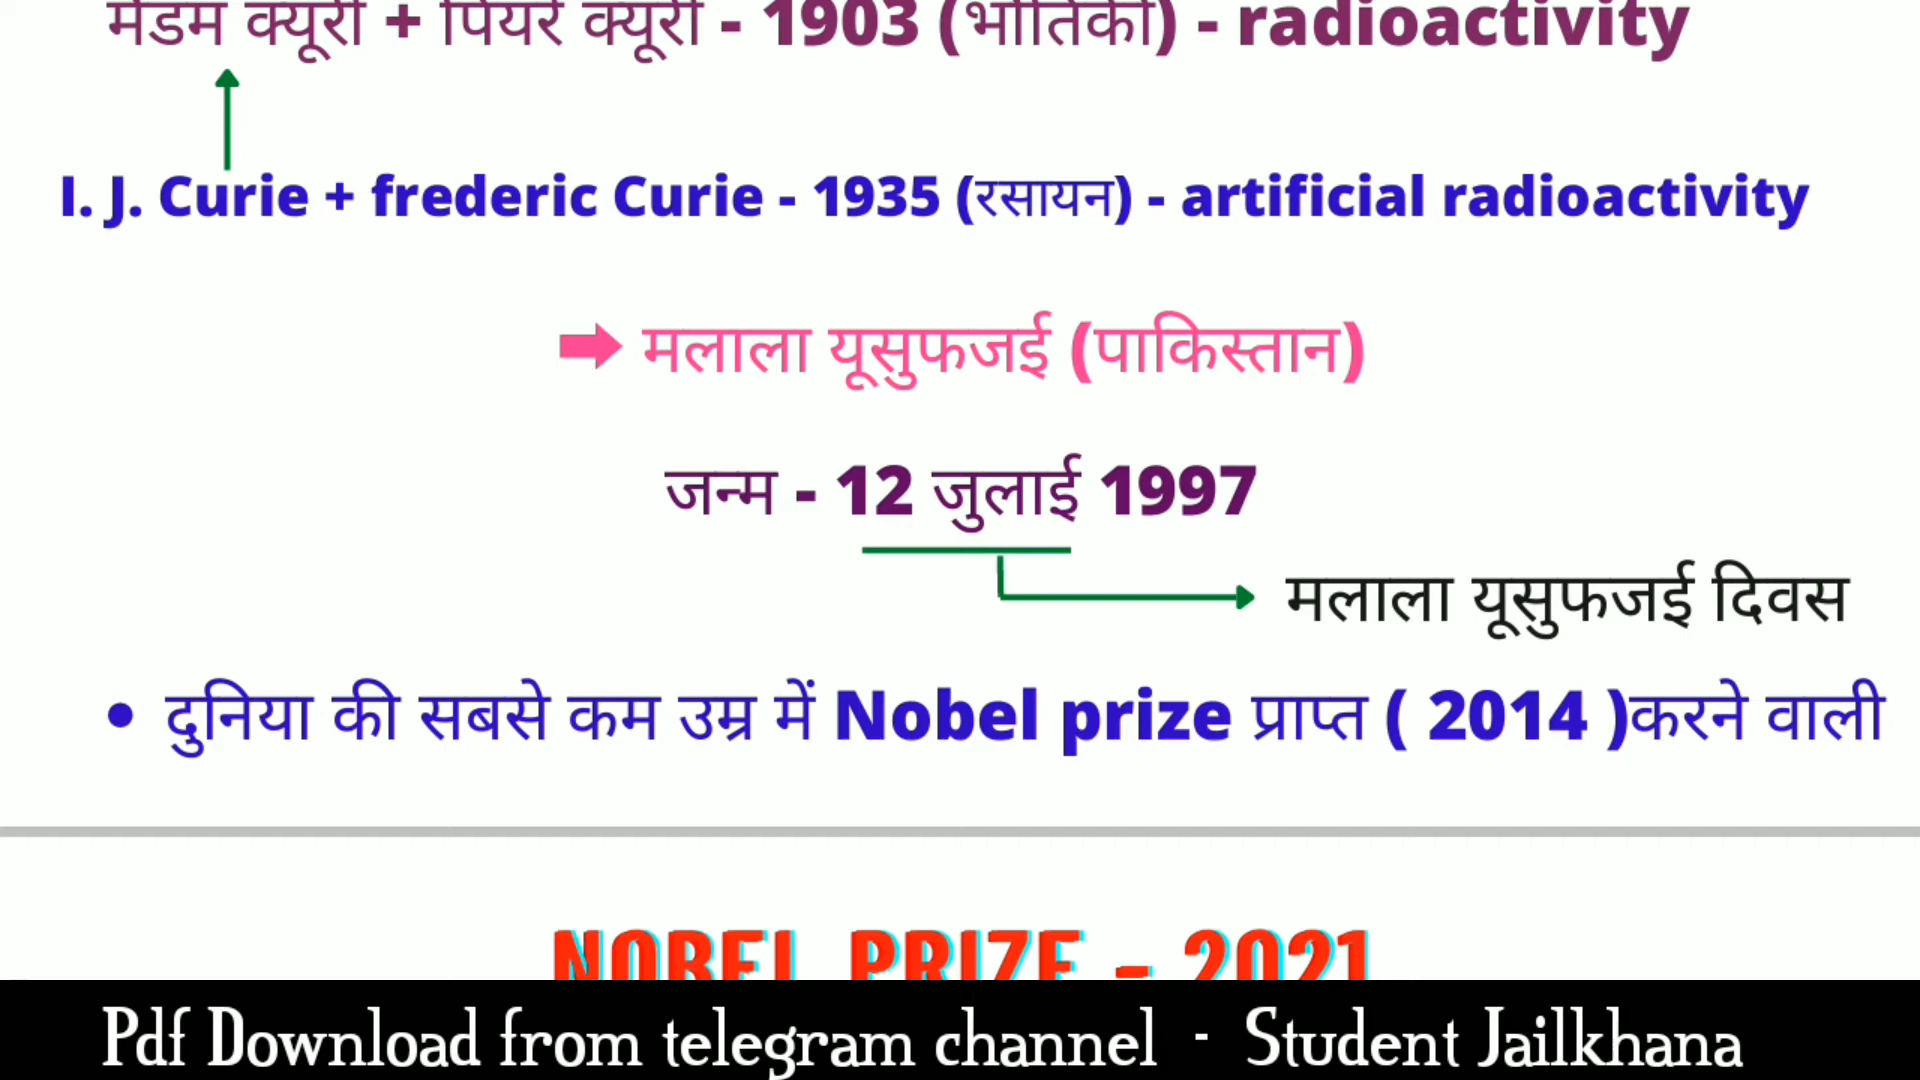 मैडम क्यूरी + पियरे क्यूरी - 1903 (भौतिकी) - radioactivity
I. J. Curie + frederic Curie - 1935 (रसायन) - artificial radioactivity
मलाला यूसुफजई (पाकिस्तान)
जन्म - 12 जुलाई 1997
मलाला यूसुफजई दिवस
• दुनिया की सबसे कम उम्र में Nobel prize प्राप्त ( 2014 )करने वाली
NOBEL PRIZE - 2021
Pdf Download from telegram channel - Student Jailkhana